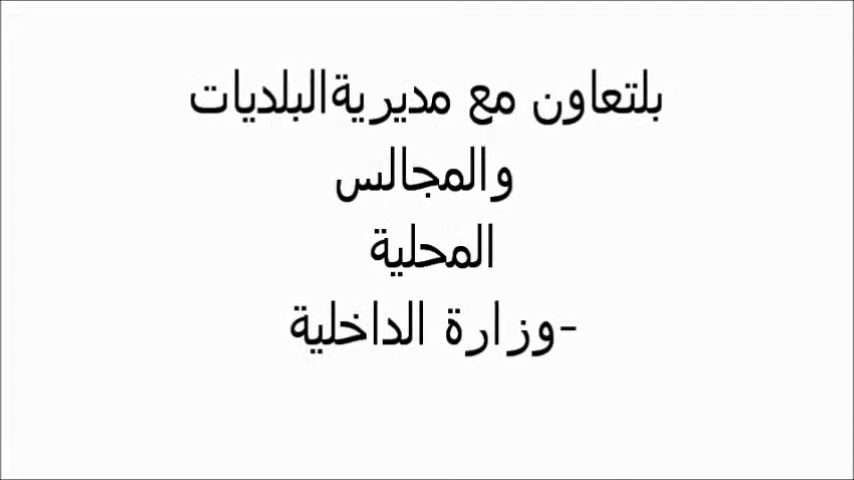 بلتعاون مع مديريةالبلديات
والمجالس
المحلية
-وزارة الداخلية